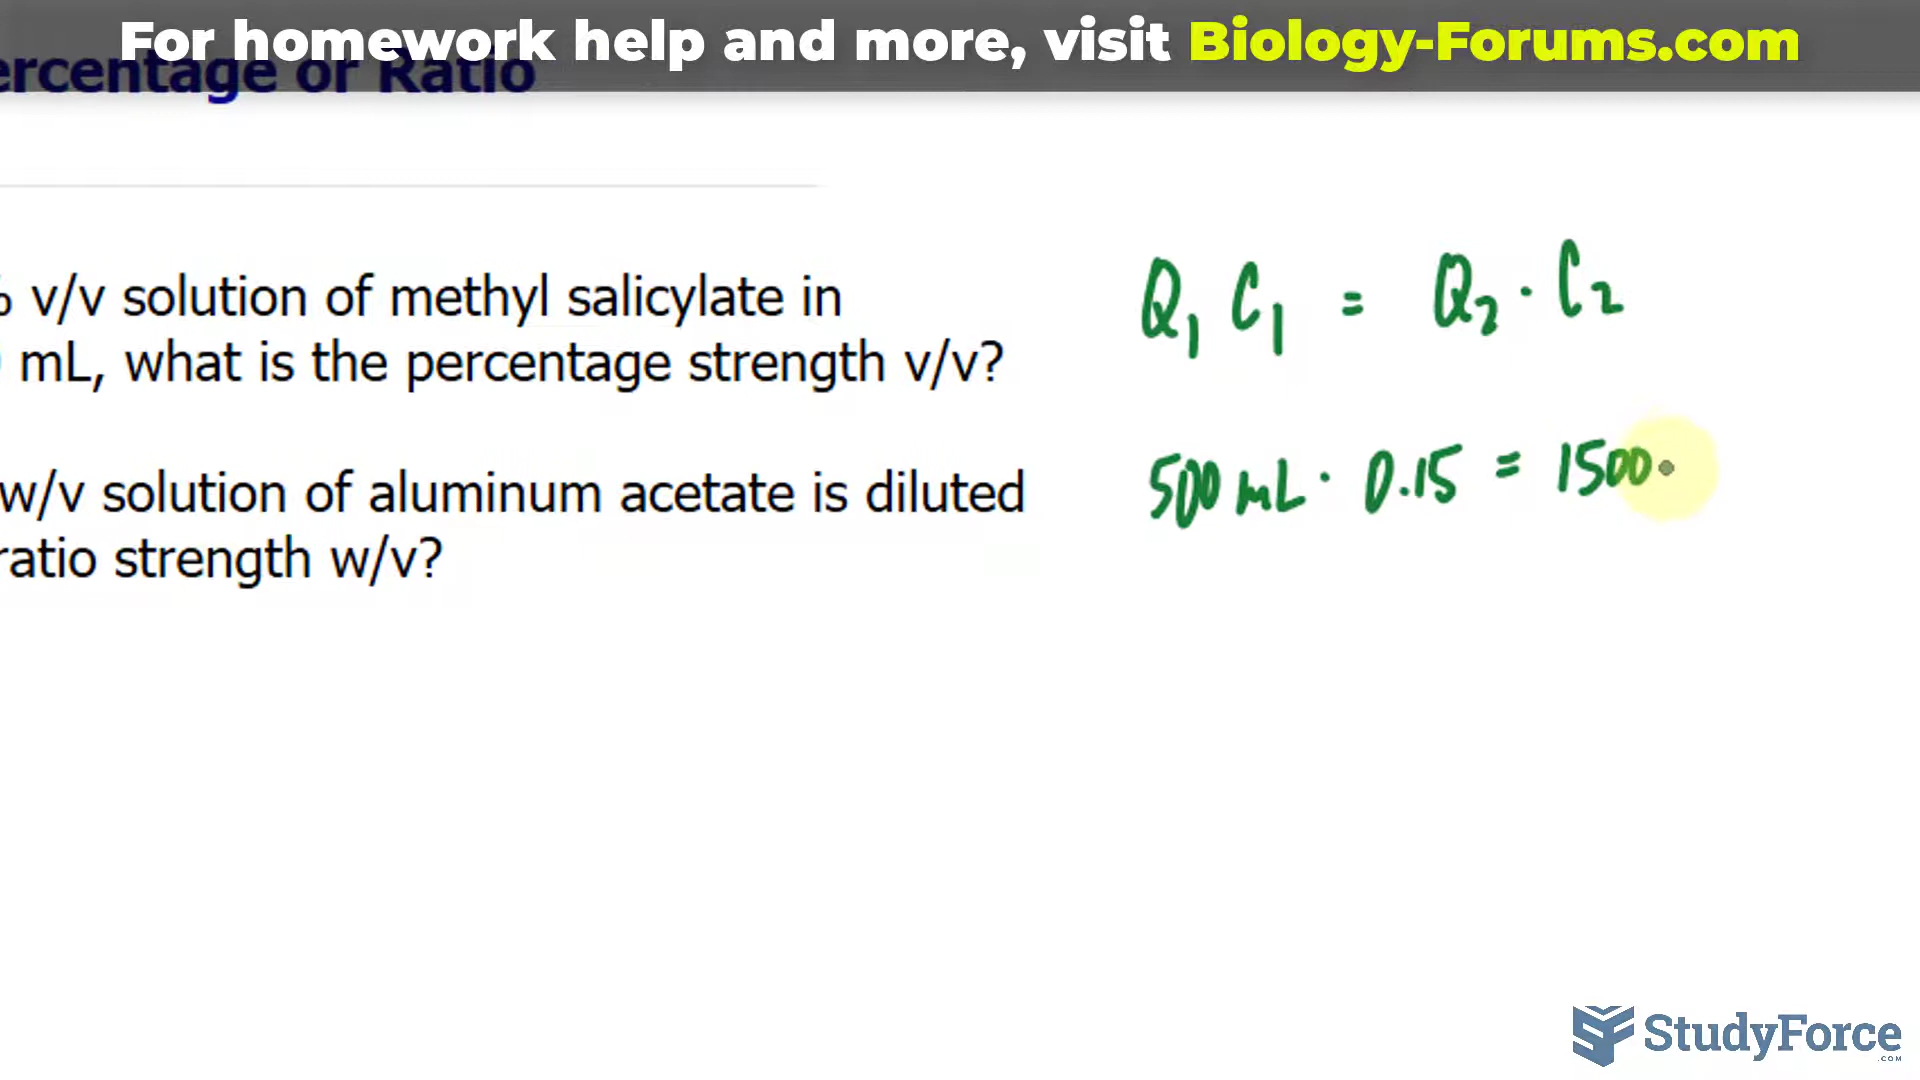 For homework help and more, visit Biology-Forums.com
ercentage or Ratio
% v/v solution of methyl salicylate in
mL, what is the percentage strength v/v?
w/v solution of aluminum acetate is diluted
ratio strength w/v?
Q₁ C₁ = Q₂ · C₂
500 mL · 0.15 = 1500 ·
StudyForce
.COM